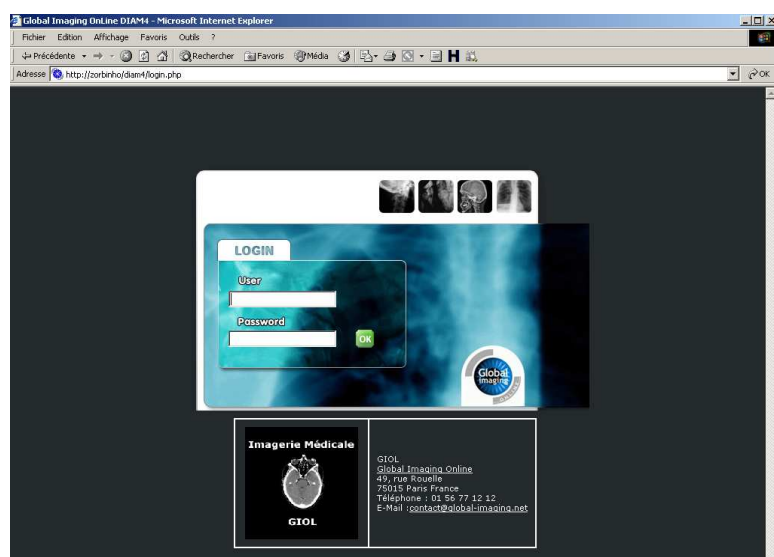 Global Imaging OnLine DIAM4 - Microsoft Internet Explorer
Fichier Edition Affichage Favoris Outils ?
Précédente Rechercher Favoris Média
Adresse http://zorbinho/diam4/login.php OK
LOGIN
User
Password
OK
Global
imaging
ONLINE
Imagerie Médicale
GIOL
GIOL
Global Imaging Online
49, rue Rouelle
75015 Paris France
Téléphone : 01 56 77 12 12
E-Mail :contact@global-imaging.net